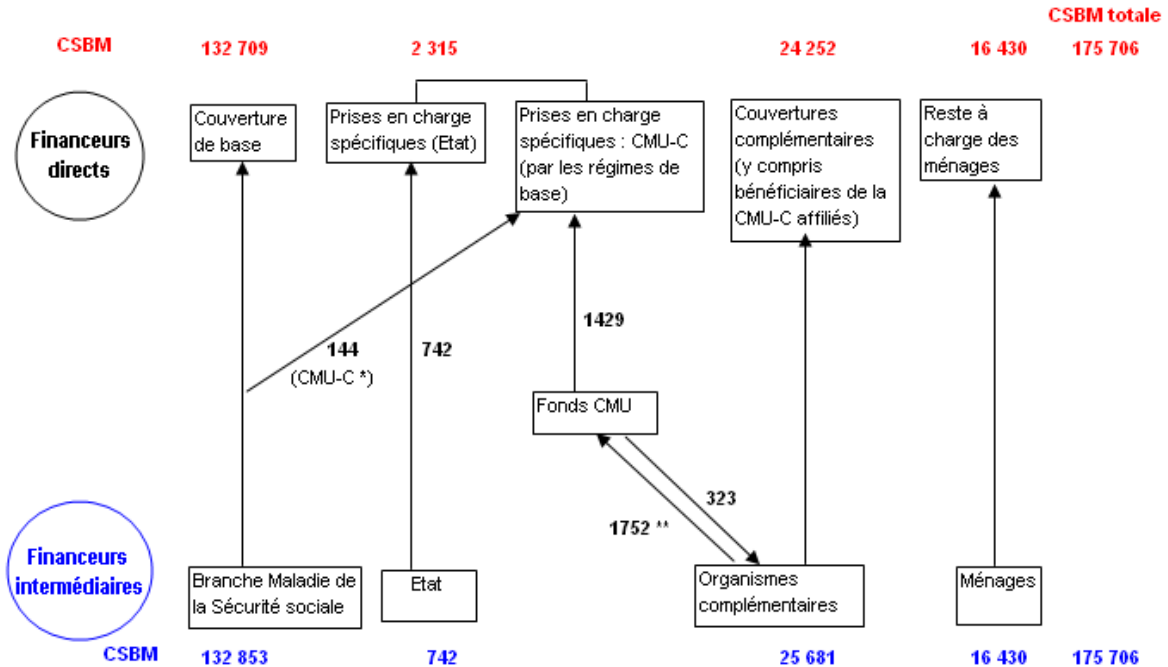 CSBM totale
CSBM 132 709 2 315 24 252 16 430 175 706
Financeurs
directs
Couverture
de base
Prises en charge
spécifiques (Etat)
Prises en charge
spécifiques : CMU-C
(par les régimes de
base)
Couvertures
complémentaires
(y compris
bénéficiaires de la
CMU-C affiliés)
Reste à
charge des
ménages
144
(CMU-C *)
742
1429
Fonds CMU
323
1752 **
Financeurs
intermédiaires
Branche Maladie de
la Sécurité sociale
Etat
Organismes
complémentaires
Ménages
CSBM 132 853 742 25 681 16 430 175 706